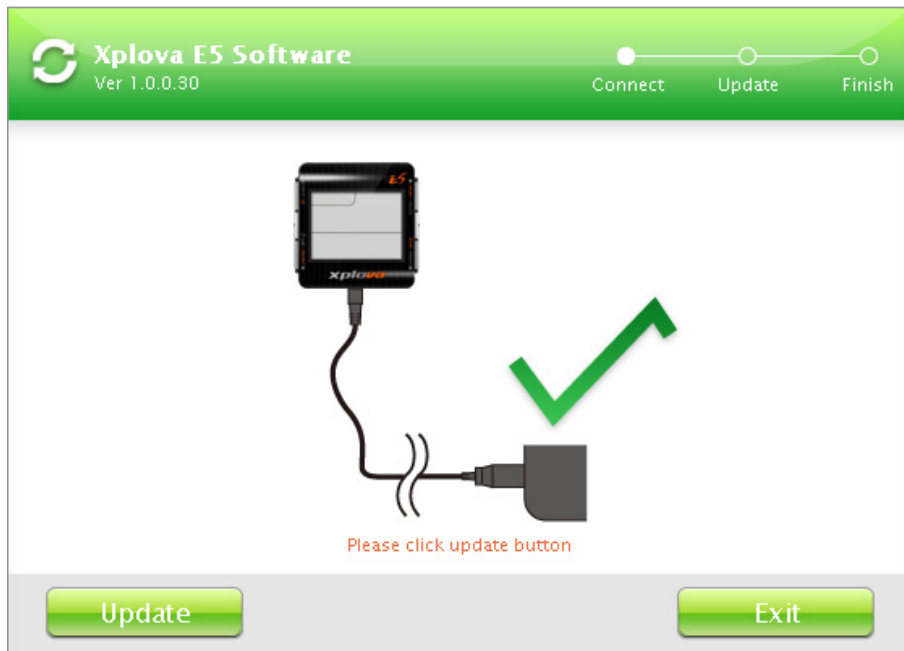 Xplova E5 Software
Ver 1.0.0.30
Connect Update Finish
E5
xplova
Please click update button
Update Exit